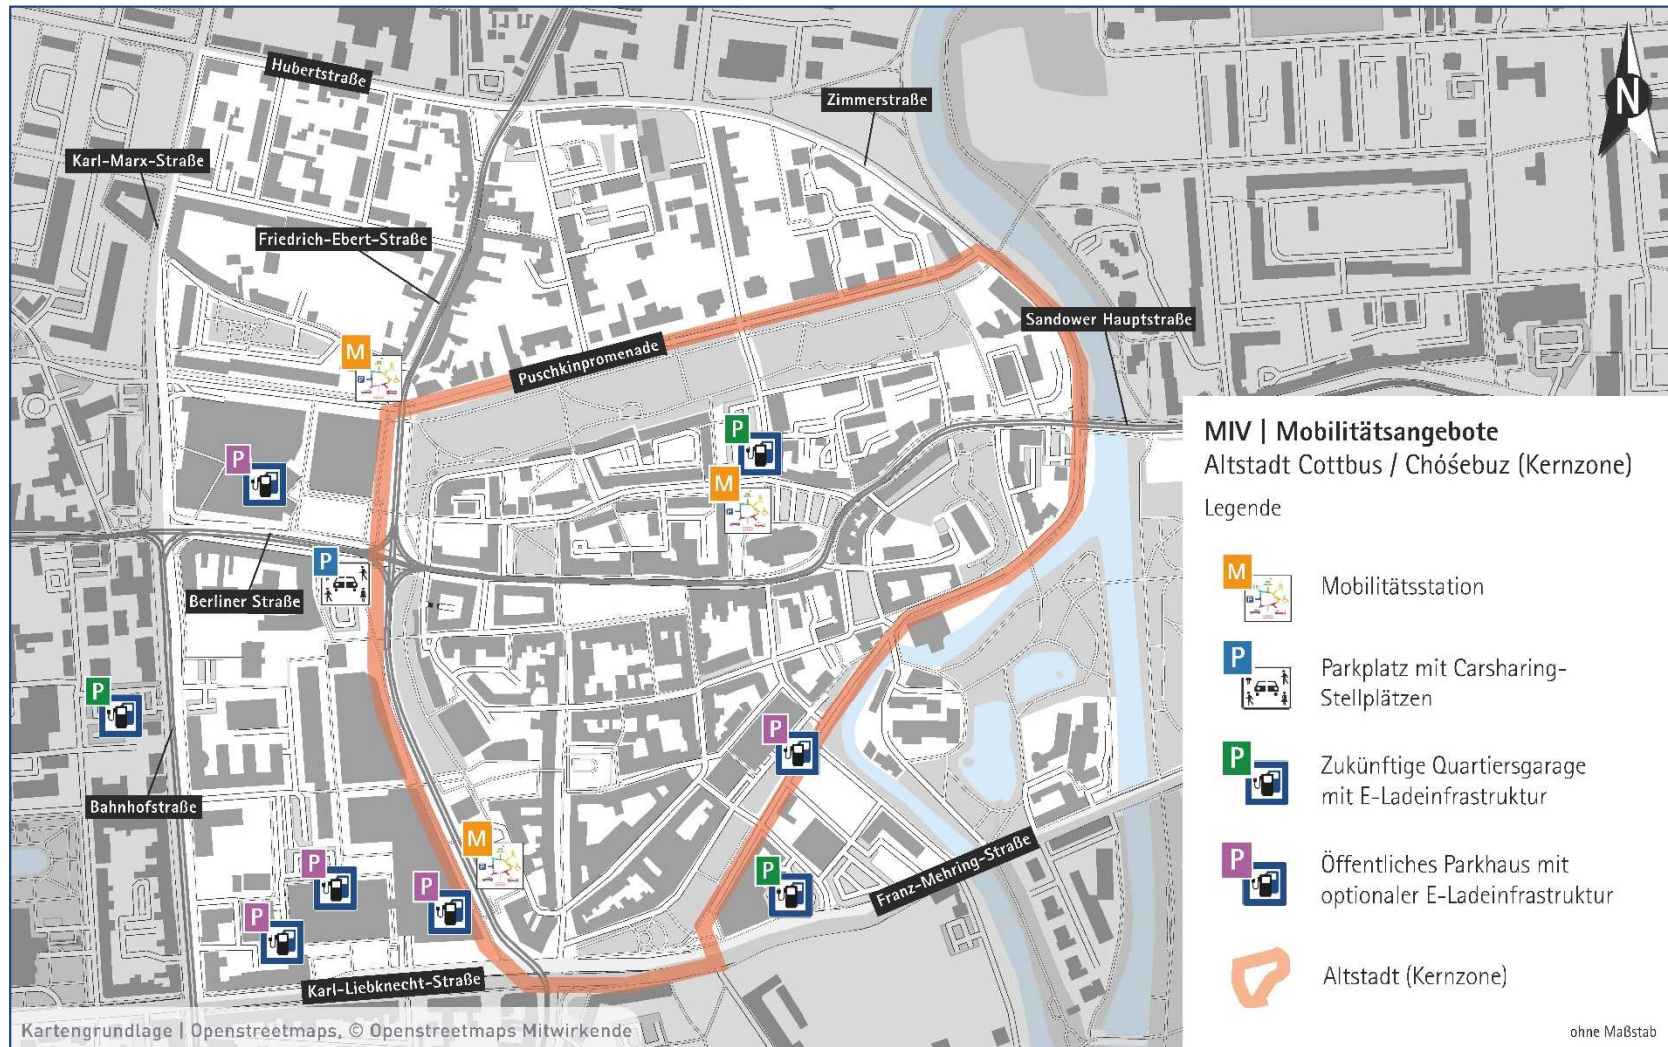 Hubertstraße
Zimmerstraße
N
Karl-Marx-Straße
Friedrich-Ebert-Straße
Sandower Hauptstraße
M
Puschkinpromenade
P
P
M
P
Berliner Straße
P
P
Bahnhofstraße
M
P
P
P
P
Franz-Mehring-Straße
Karl-Liebknecht-Straße
Kartengrundlage | Openstreetmaps, © Openstreetmaps Mitwirkende
MIV | Mobilitätsangebote
Altstadt Cottbus / Chóśebuz (Kernzone)
Legende
M
Mobilitätsstation
P
Parkplatz mit Carsharing-
Stellplätzen
P
Zukünftige Quartiersgarage
mit E-Ladeinfrastruktur
P
Öffentliches Parkhaus mit
optionaler E-Ladeinfrastruktur
Altstadt (Kernzone)
ohne Maßstab